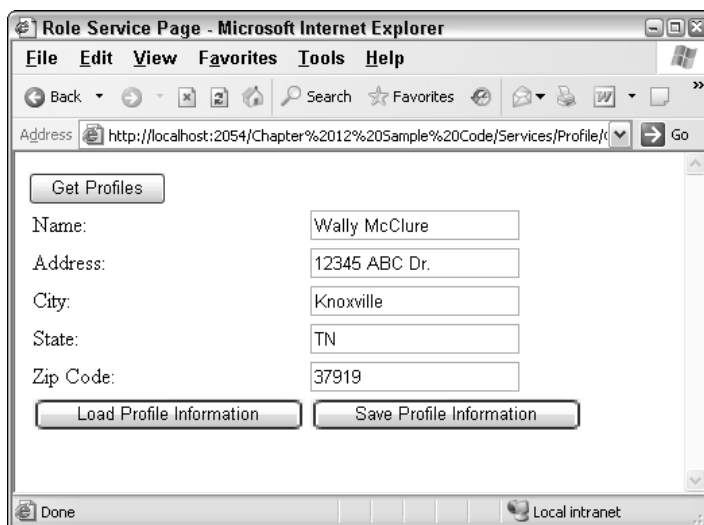 Role Service Page - Microsoft Internet Explorer
File Edit View Favorites Tools Help
Back Search Favorites W »
Address http://localhost:2054/Chapter%2012%20Sample%20Code/Services/Profile/ Go
Get Profiles
Name: Wally McClure
Address: 12345 ABC Dr.
City: Knoxville
State: TN
Zip Code: 37919
Load Profile Information Save Profile Information
Done Local intranet